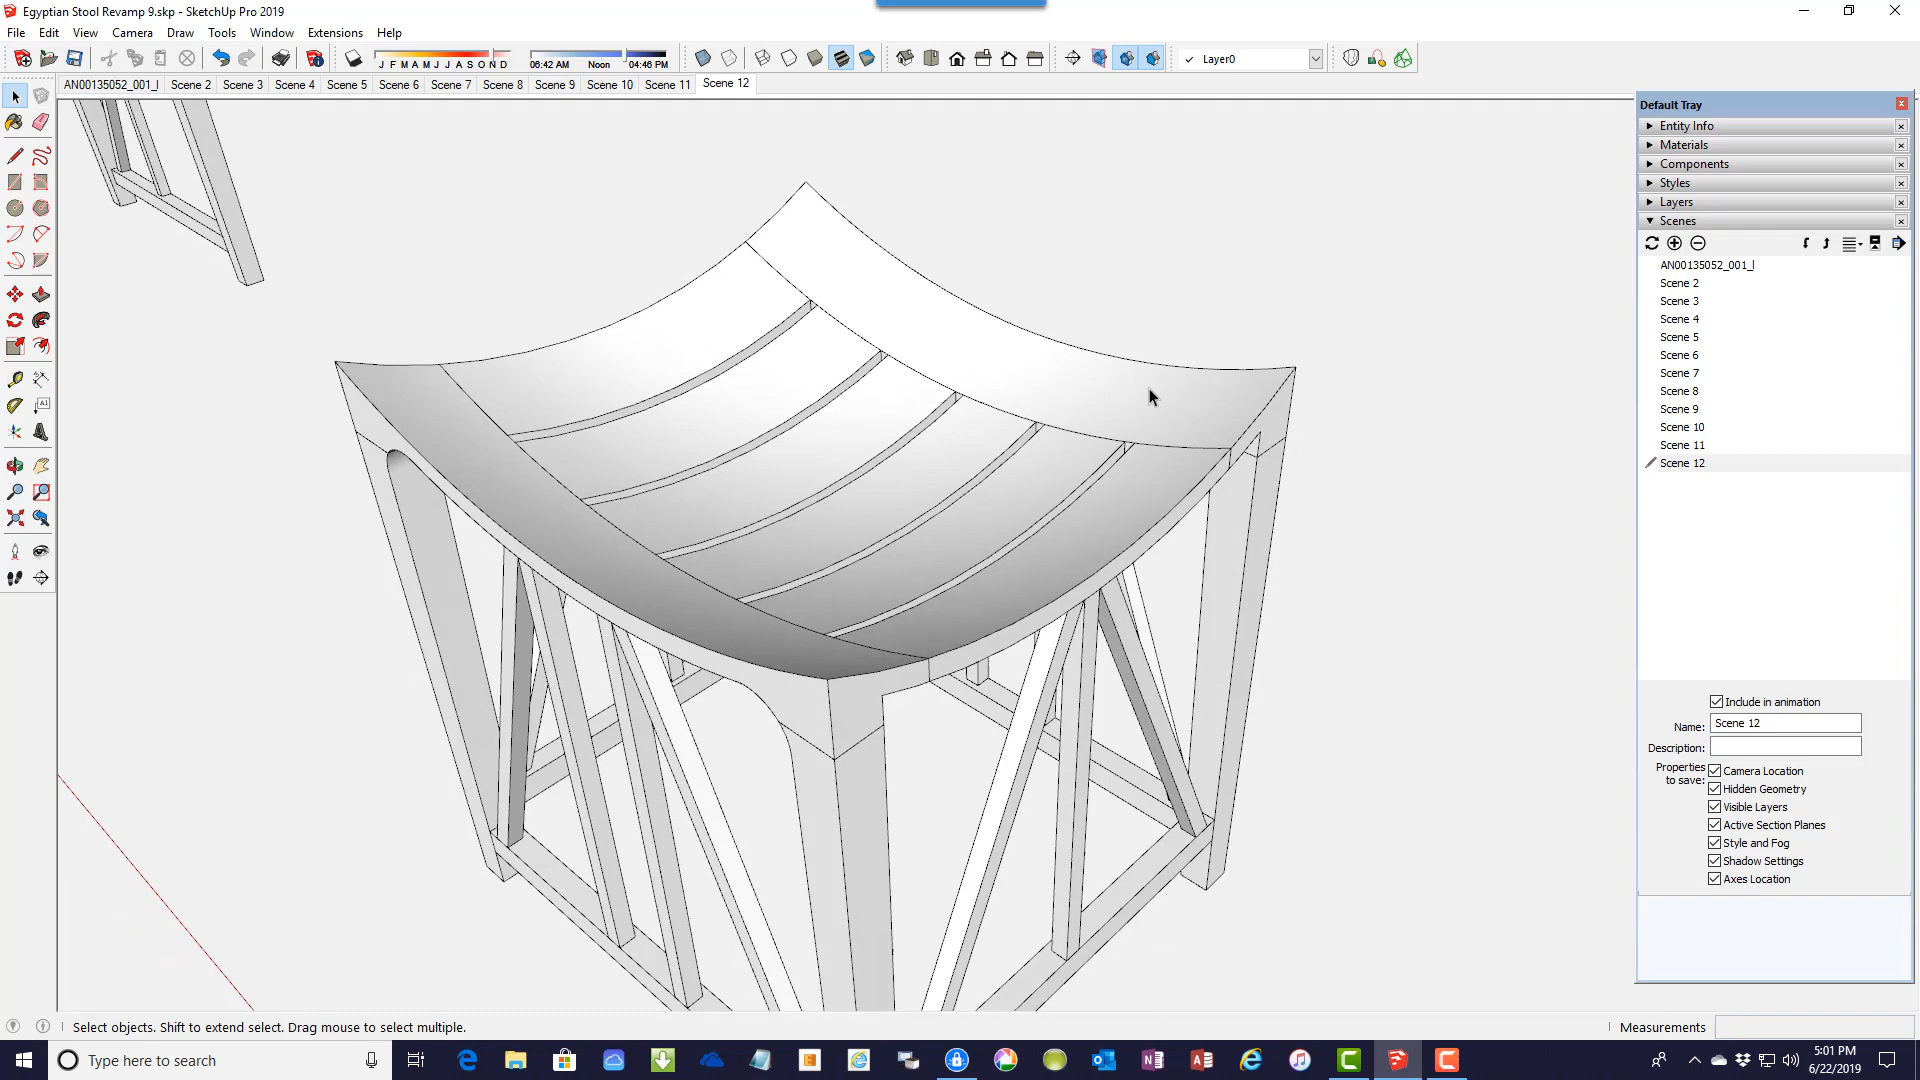 Egyptian Stool Revamp 9.skp - SketchUp Pro 2019
File Edit View Camera Draw Tools Window Extensions Help
J F M A M J J A S O N D 06:42 AM Noon 04:46 PM Layer0
AN00135052_001_l Scene 2 Scene 3 Scene 4 Scene 5 Scene 6 Scene 7 Scene 8 Scene 9 Scene 10 Scene 11 Scene 12
Default Tray
Entity Info
Materials
Components
Styles
Layers
Scenes
AN00135052_001_l
Scene 2
Scene 3
Scene 4
Scene 5
Scene 6
Scene 7
Scene 8
Scene 9
Scene 10
Scene 11
Scene 12
Include in animation
Name: Scene 12
Description:
Properties to save:
Camera Location
Hidden Geometry
Visible Layers
Active Section Planes
Style and Fog
Shadow Settings
Axes Location
Select objects. Shift to extend select. Drag mouse to select multiple.
Measurements
Type here to search
5:01 PM
6/22/2019